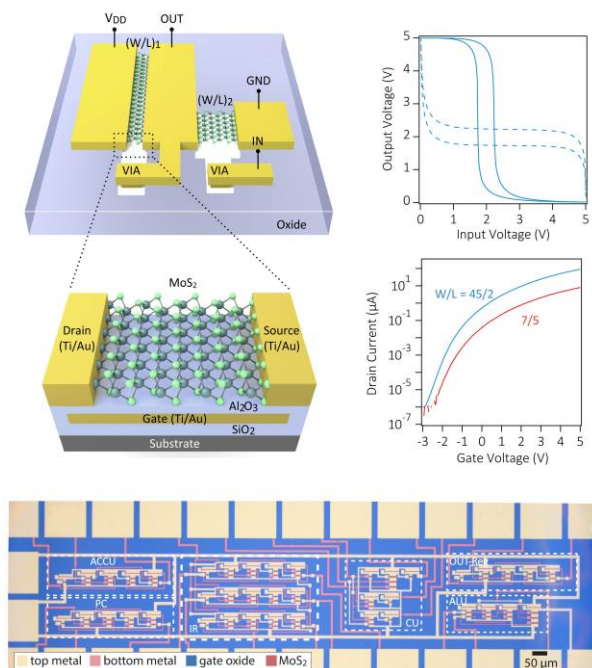 V_DD
OUT
(W/L)₁
(W/L)₂
GND
IN
VIA
VIA
Oxide
Output Voltage (V)
5
4
3
2
1
0
0 1 2 3 4 5
Input Voltage (V)
MoS₂
Drain
(Ti/Au)
Source
(Ti/Au)
Al₂O₃
Gate (Ti/Au)
SiO₂
Substrate
Drain Current (µA)
10¹
10⁻¹
10⁻³
10⁻⁵
10⁻⁷
W/L = 45/2
7/5
-3 -2 -1 0 1 2 3 4 5
Gate Voltage (V)
ACCU
PC
IR
CU
OUT-Reg
ALU
top metal bottom metal gate oxide MoS₂
50 µm